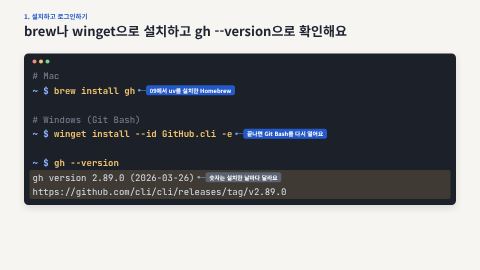 1. 설치하고 로그인하기
brew나 winget으로 설치하고 gh --version으로 확인해요
# Mac
~ $ brew install gh 09에서 uv를 설치한 Homebrew
# Windows (Git Bash)
~ $ winget install --id GitHub.cli -e 끝나면 Git Bash를 다시 열어요
~ $ gh --version
gh version 2.89.0 (2026-03-26) 숫자는 설치한 날마다 달라요
https://github.com/cli/cli/releases/tag/v2.89.0